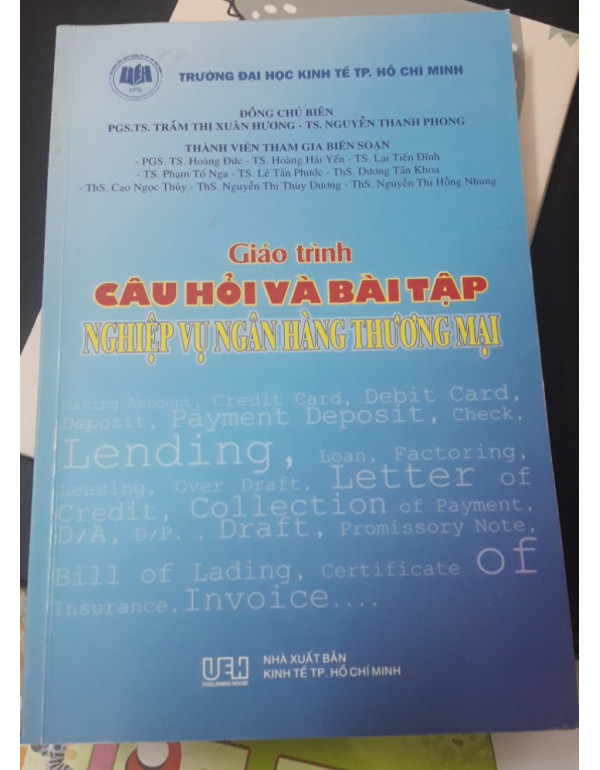 UEH
1976
TRƯỜNG ĐẠI HỌC KINH TẾ TP. HỒ CHÍ MINH
ĐỒNG CHỦ BIÊN
PGS.TS. TRẦM THỊ XUÂN HƯƠNG - TS. NGUYỄN THANH PHONG
THÀNH VIÊN THAM GIA BIÊN SOẠN
- PGS. TS. Hoàng Đức - TS. Hoàng Hải Yến - TS. Lại Tiến Dĩnh
- TS. Phạm Tố Nga - TS. Lê Tấn Phước - ThS. Dương Tấn Khoa
- ThS. Cao Ngọc Thủy - ThS. Nguyễn Thị Thùy Dương - ThS. Nguyễn Thị Hồng Nhung
Giáo trình
CÂU HỎI VÀ BÀI TẬP
NGHIỆP VỤ NGÂN HÀNG THƯƠNG MẠI
Saving Account, Credit Card, Debit Card,
Deposit, Payment Deposit, Check,
Lending, Loan, Factoring,
Leasing, Over Draft, Letter of
Credit, Collection of Payment,
D/A, D/P. , Draft, Promissory Note,
Bill of Lading, Certificate of
Insurance, Invoice....
UEH
PUBLISHING HOUSE
NHÀ XUẤT BẢN
KINH TẾ TP. HỒ CHÍ MINH